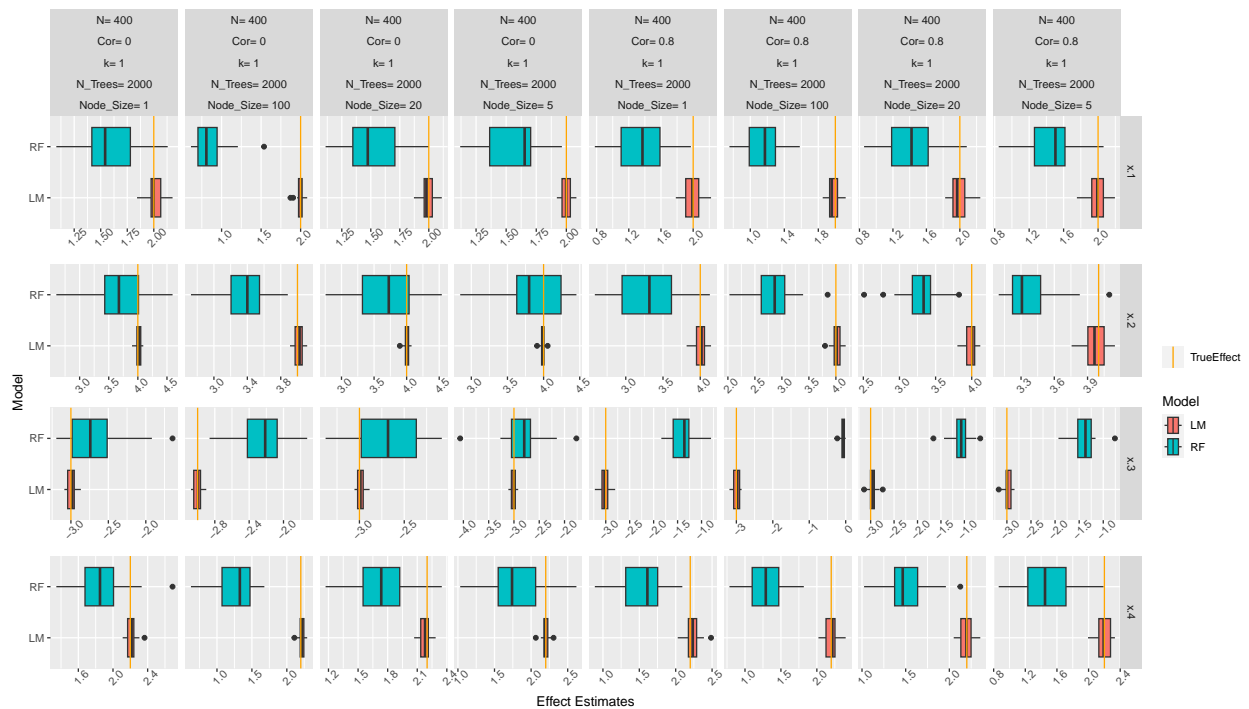 N= 400 N= 400 N= 400 N= 400 N= 400 N= 400 N= 400 N= 400
Cor= 0 Cor= 0 Cor= 0 Cor= 0 Cor= 0.8 Cor= 0.8 Cor= 0.8 Cor= 0.8
k= 1 k= 1 k= 1 k= 1 k= 1 k= 1 k= 1 k= 1
N_Trees= 2000 N_Trees= 2000 N_Trees= 2000 N_Trees= 2000 N_Trees= 2000 N_Trees= 2000 N_Trees= 2000 N_Trees= 2000
Node_Size= 1 Node_Size= 100 Node_Size= 20 Node_Size= 5 Node_Size= 1 Node_Size= 100 Node_Size= 20 Node_Size= 5
RF
LM
x.1
1.25 1.50 1.75 2.00 1.0 1.5 2.0 1.25 1.50 1.75 2.00 1.25 1.50 1.75 2.00 0.8 1.2 1.6 2.0 1.0 1.4 1.8 0.8 1.2 1.6 2.0 0.8 1.2 1.6 2.0
RF
LM
x.2
3.0 3.5 4.0 4.5 3.0 3.4 3.8 3.0 3.5 4.0 4.5 3.0 3.5 4.0 4.5 3.0 3.5 4.0 2.0 2.5 3.0 3.5 4.0 2.5 3.0 3.5 4.0 3.3 3.6 3.9
RF
LM
x.3
−3.0 −2.5 −2.0 −2.8 −2.4 −2.0 −3.0 −2.5 −4.0 −3.5 −3.0 −2.5 −2.0 −3.0 −2.5 −2.0 −1.5 −1.0 −3 −2 −1 0 −3.0 −2.5 −2.0 −1.5 −1.0 −3.0 −2.5 −2.0 −1.5 −1.0
RF
LM
x.4
1.6 2.0 2.4 1.0 1.4 1.8 2.2 1.2 1.5 1.8 2.1 2.4 1.2 1.6 2.0 2.4 1.0 1.5 2.0 2.5 1.0 1.5 2.0 1.0 1.5 2.0 1.2 1.6 2.0 2.4
Model
Effect Estimates
TrueEffect
Model
LM
RF